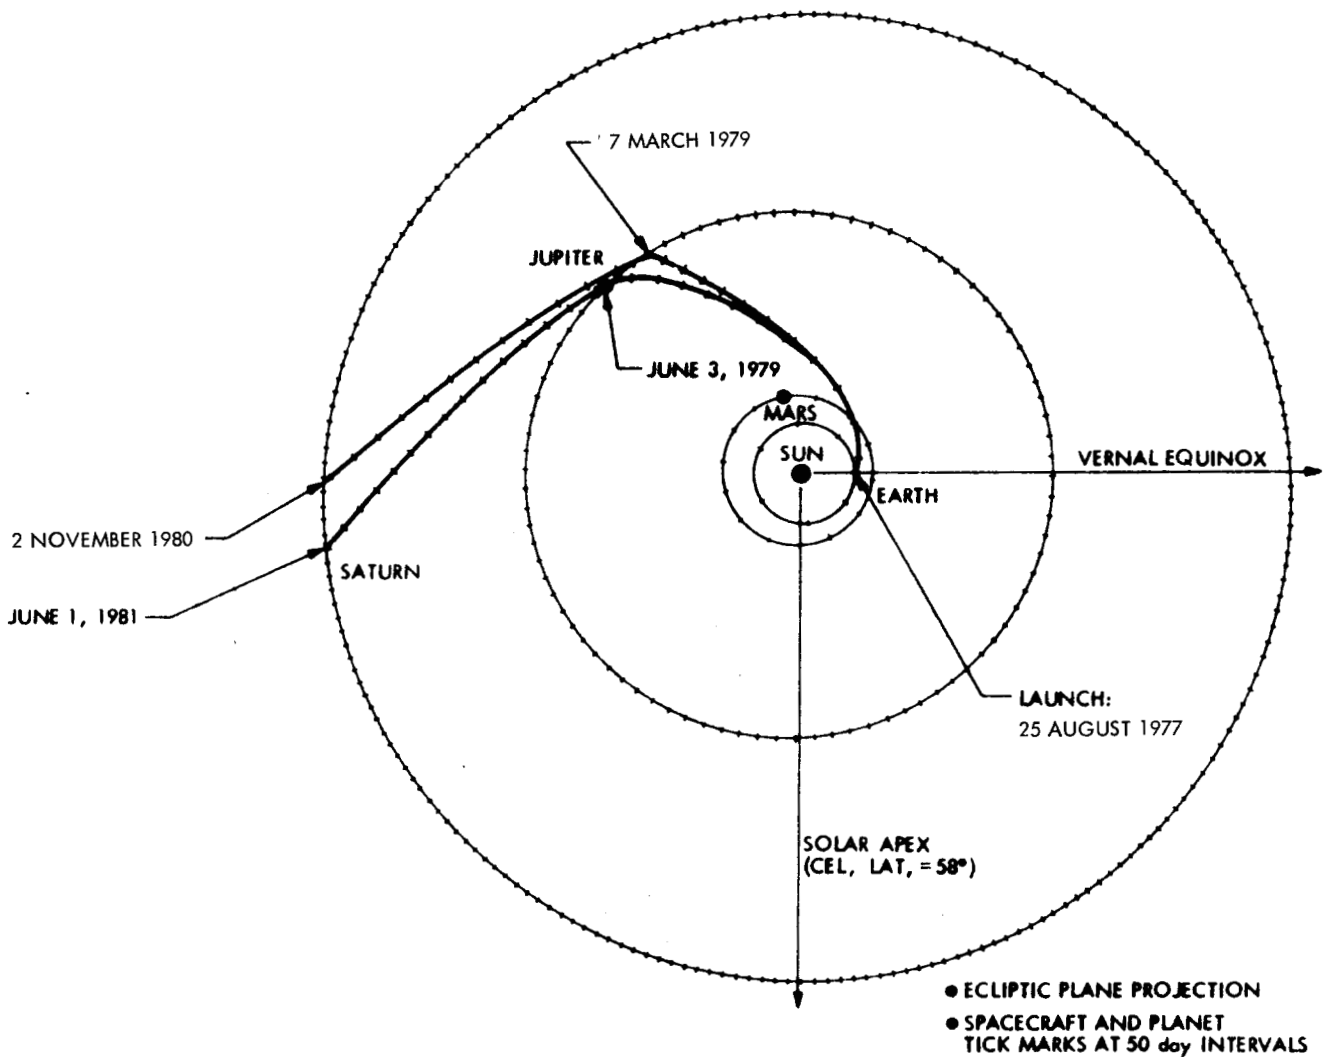 7 MARCH 1979
JUPITER
JUNE 3, 1979
MARS
SUN
VERNAL EQUINOX
EARTH
2 NOVEMBER 1980
SATURN
JUNE 1, 1981
LAUNCH:
25 AUGUST 1977
SOLAR APEX
(CEL, LAT, = 58°)
● ECLIPTIC PLANE PROJECTION
● SPACECRAFT AND PLANET
TICK MARKS AT 50 day INTERVALS